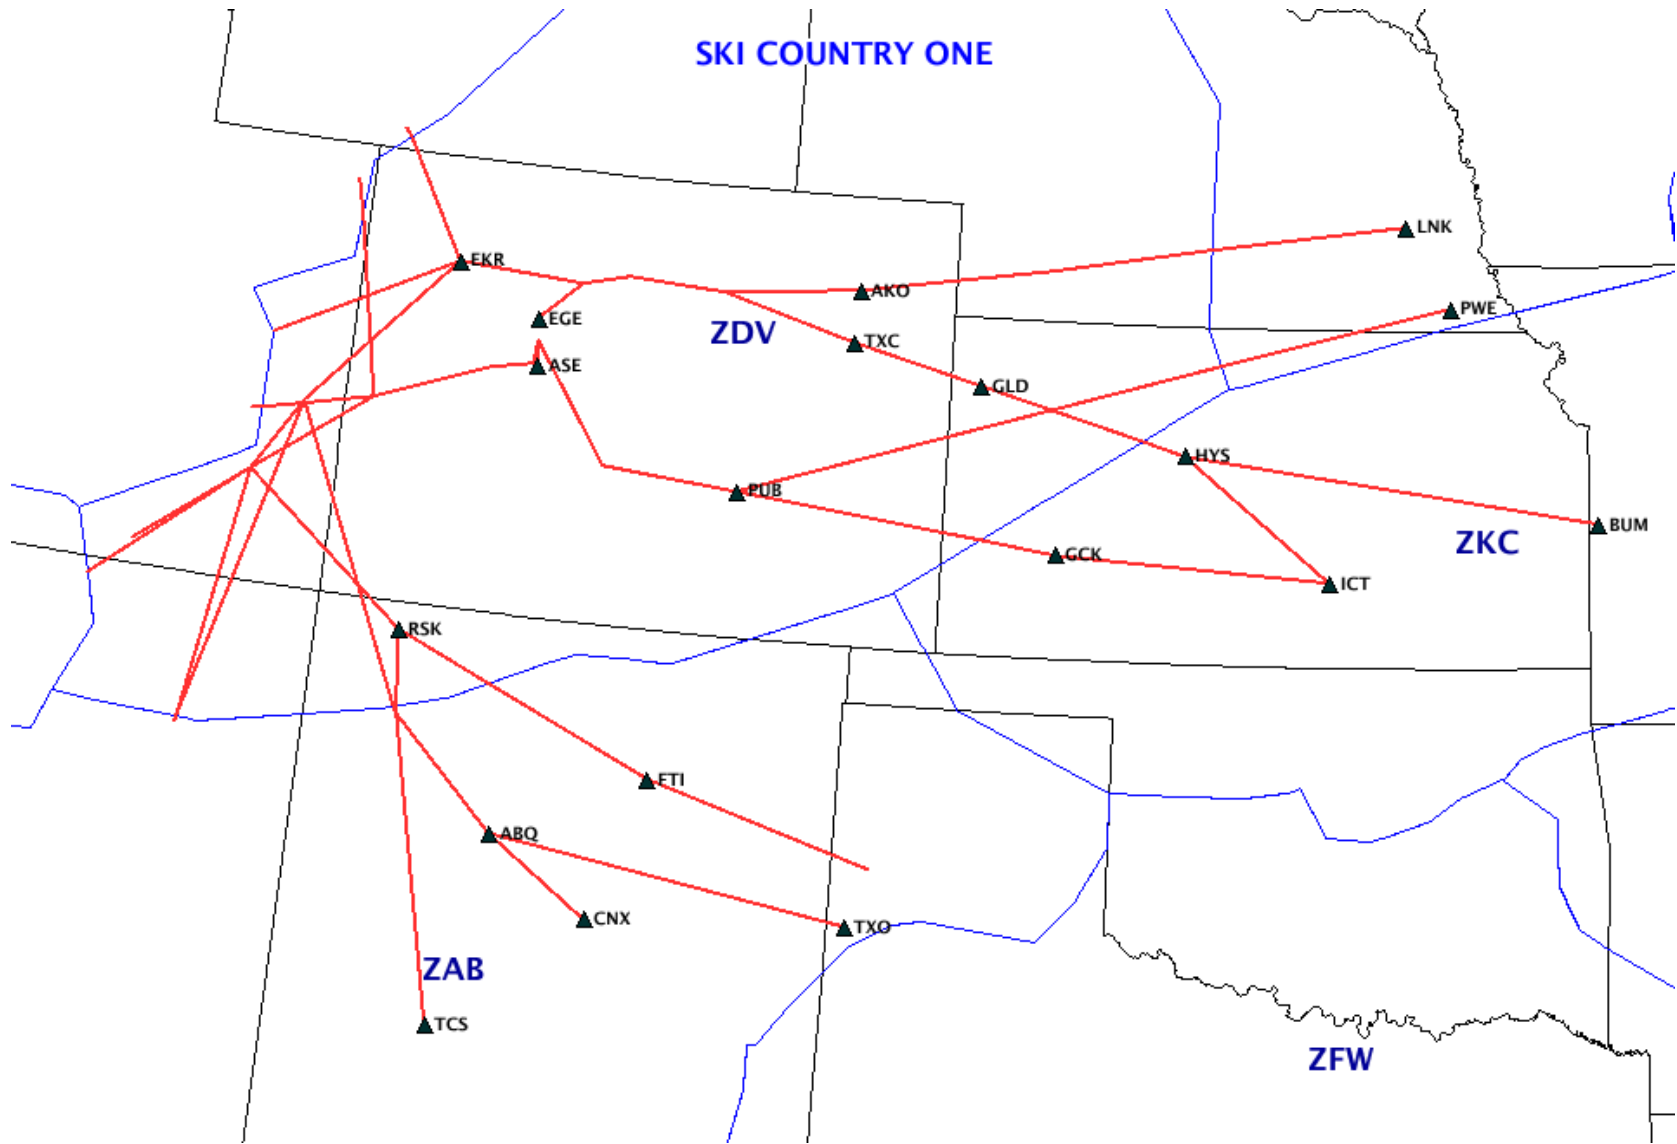 SKI COUNTRY ONE
LNK
EKR
AKO
PWE
EGE
ZDV
TXC
ASE
GLD
HYS
PUB
BUM
ZKC
GCK
ICT
RSK
FTI
ABQ
CNX
TXO
ZAB
TCS
ZFW